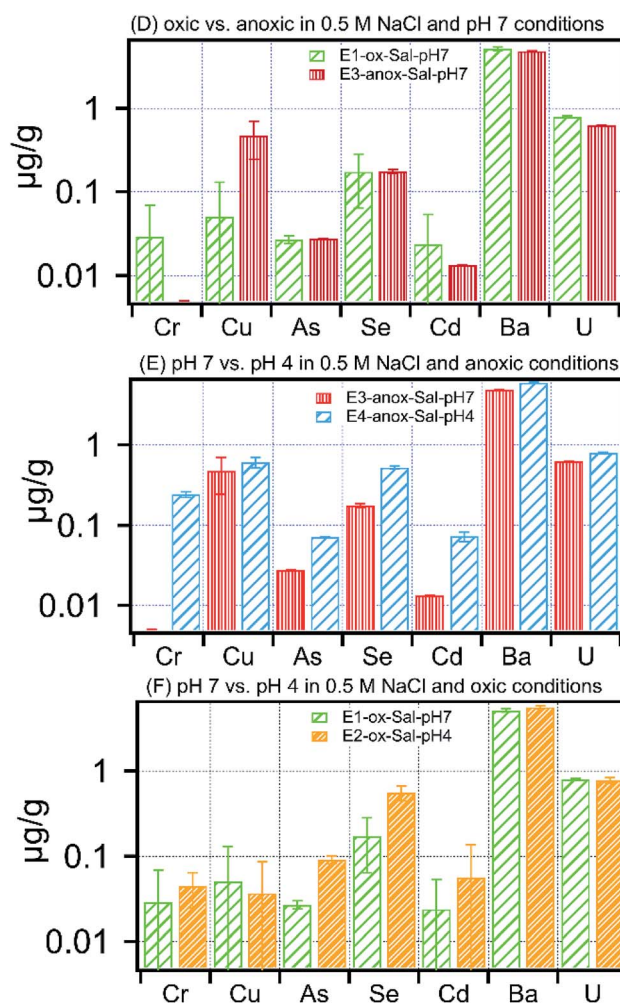 (D) oxic vs. anoxic in 0.5 M NaCl and pH 7 conditions
E1-ox-Sal-pH7
E3-anox-Sal-pH7
µg/g
1
0.1
0.01
Cr Cu As Se Cd Ba U
(E) pH 7 vs. pH 4 in 0.5 M NaCl and anoxic conditions
E3-anox-Sal-pH7
E4-anox-Sal-pH4
µg/g
1
0.1
0.01
Cr Cu As Se Cd Ba U
(F) pH 7 vs. pH 4 in 0.5 M NaCl and oxic conditions
E1-ox-Sal-pH7
E2-ox-Sal-pH4
µg/g
1
0.1
0.01
Cr Cu As Se Cd Ba U